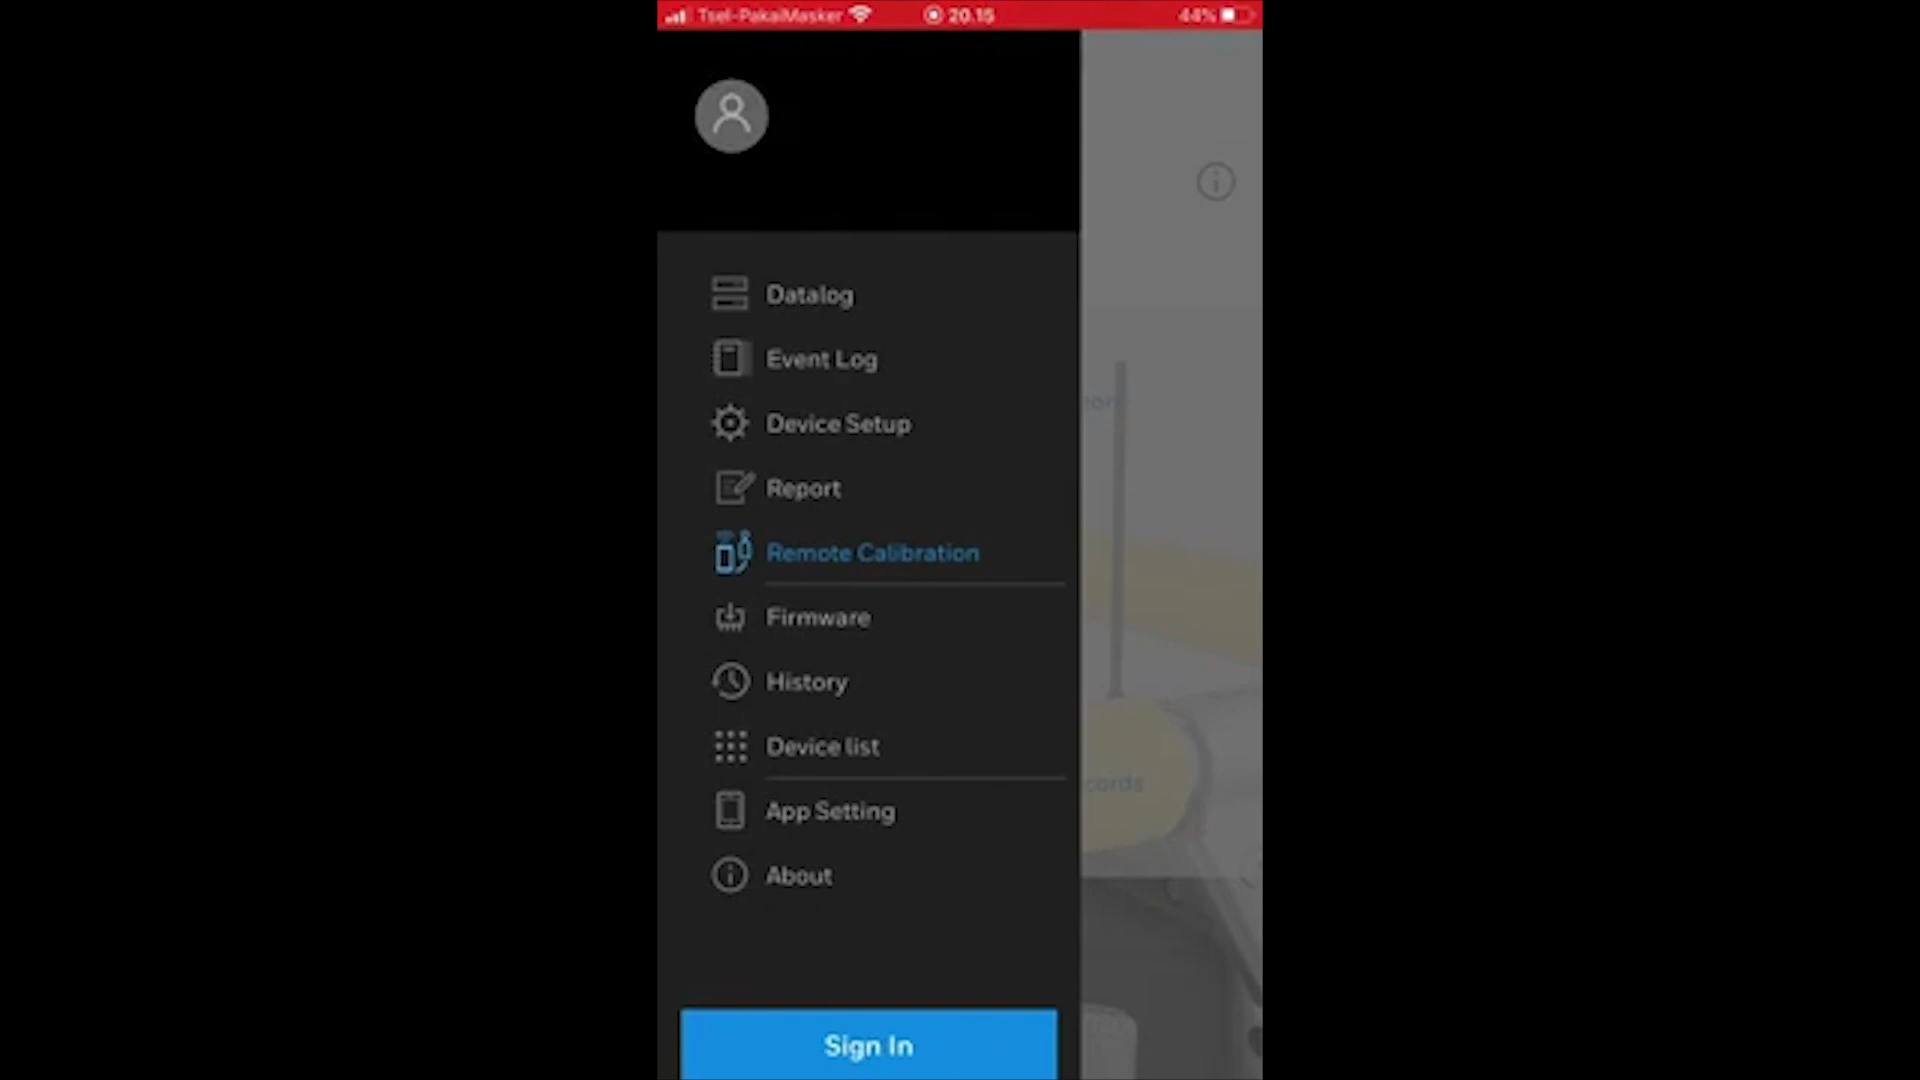 Tsel-PakaiMasker 20.15 44%
Datalog
Event Log
Device Setup
Report
Remote Calibration
Firmware
History
Device list
App Setting
About
Sign In
cords